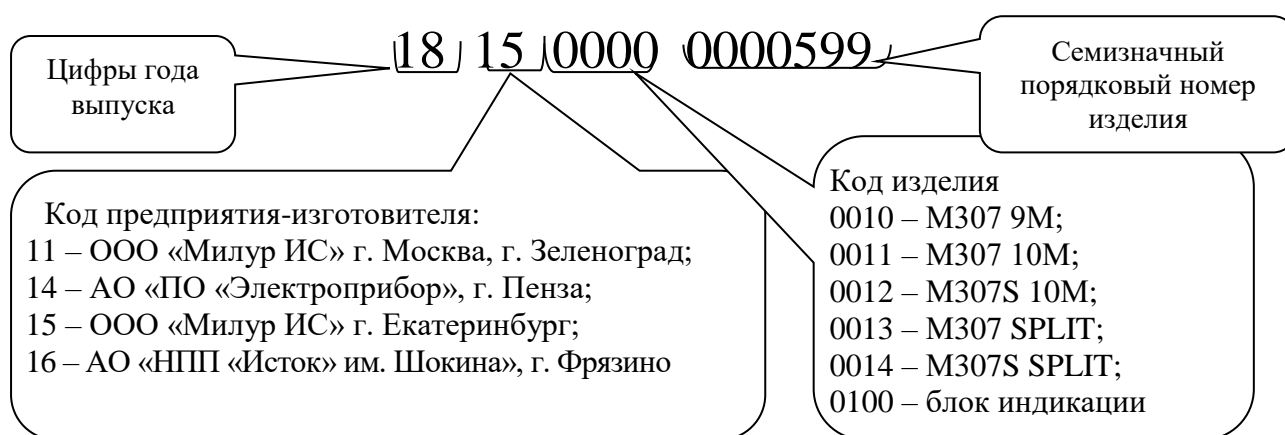 18 15 0000 0000599
Цифры года
выпуска
Семизначный
порядковый номер
изделия
Код предприятия-изготовителя:
11 – ООО «Милур ИС» г. Москва, г. Зеленоград;
14 – АО «ПО «Электроприбор», г. Пенза;
15 – ООО «Милур ИС» г. Екатеринбург;
16 – АО «НПП «Исток» им. Шокина», г. Фрязино
Код изделия
0010 – М307 9М;
0011 – М307 10М;
0012 – М307S 10М;
0013 – М307 SPLIT;
0014 – М307S SPLIT;
0100 – блок индикации